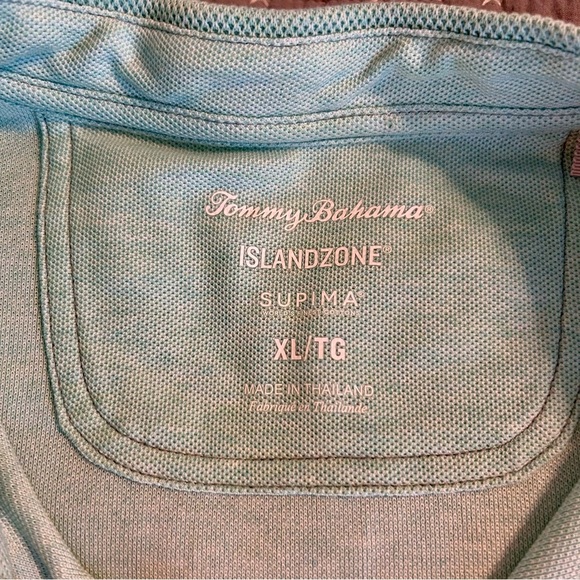 Tommy Bahama®
ISLANDZONE®
SUPIMA®
XL/TG
MADE IN THAILAND
Fabriqué en Thaïlande